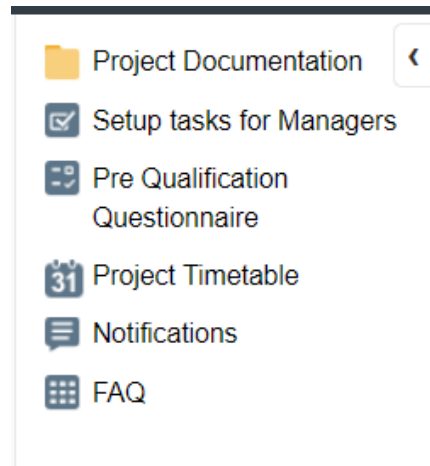 Project Documentation
Setup tasks for Managers
Pre Qualification
Questionnaire
31 Project Timetable
Notifications
FAQ